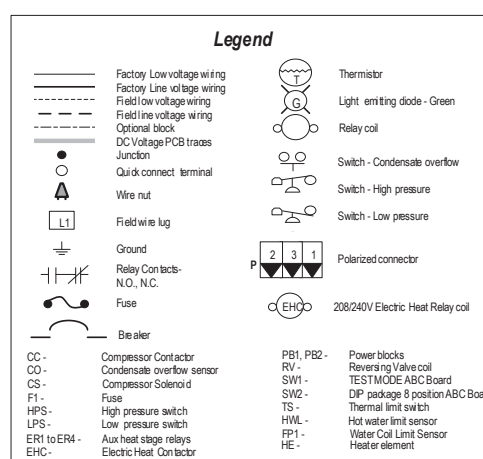 Legend
Factory Low voltage wiring
Factory Line voltage wiring
Field low voltage wiring
Field line voltage wiring
Optional block
DC Voltage PCB traces
Junction
Quick connect terminal
Wire nut
L1 Field wire lug
Ground
Relay Contacts-
N.O., N.C.
Fuse
Breaker
T Thermistor
G Light emitting diode - Green
Relay coil
Switch - Condensate overflow
Switch - High pressure
Switch - Low pressure
P 2 3 1 Polarized connector
EHC 208/240V Electric Heat Relay coil
CC - Compressor Contactor
CO - Condensate overflow sensor
CS - Compressor Solenoid
F1 - Fuse
HPS - High pressure switch
LPS - Low pressure switch
ER1 to ER4 - Aux heat stage relays
EHC - Electric Heat Contactor
PB1, PB2 - Power blocks
RV - Reversing Valve coil
SW1 - TEST MODE ABC Board
SW2 - DIP package 8 position ABC Boa
TS - Thermal limit switch
HWL - Hot water limit sensor
FP1 - Water Coil Limit Sensor
HE - Heater element